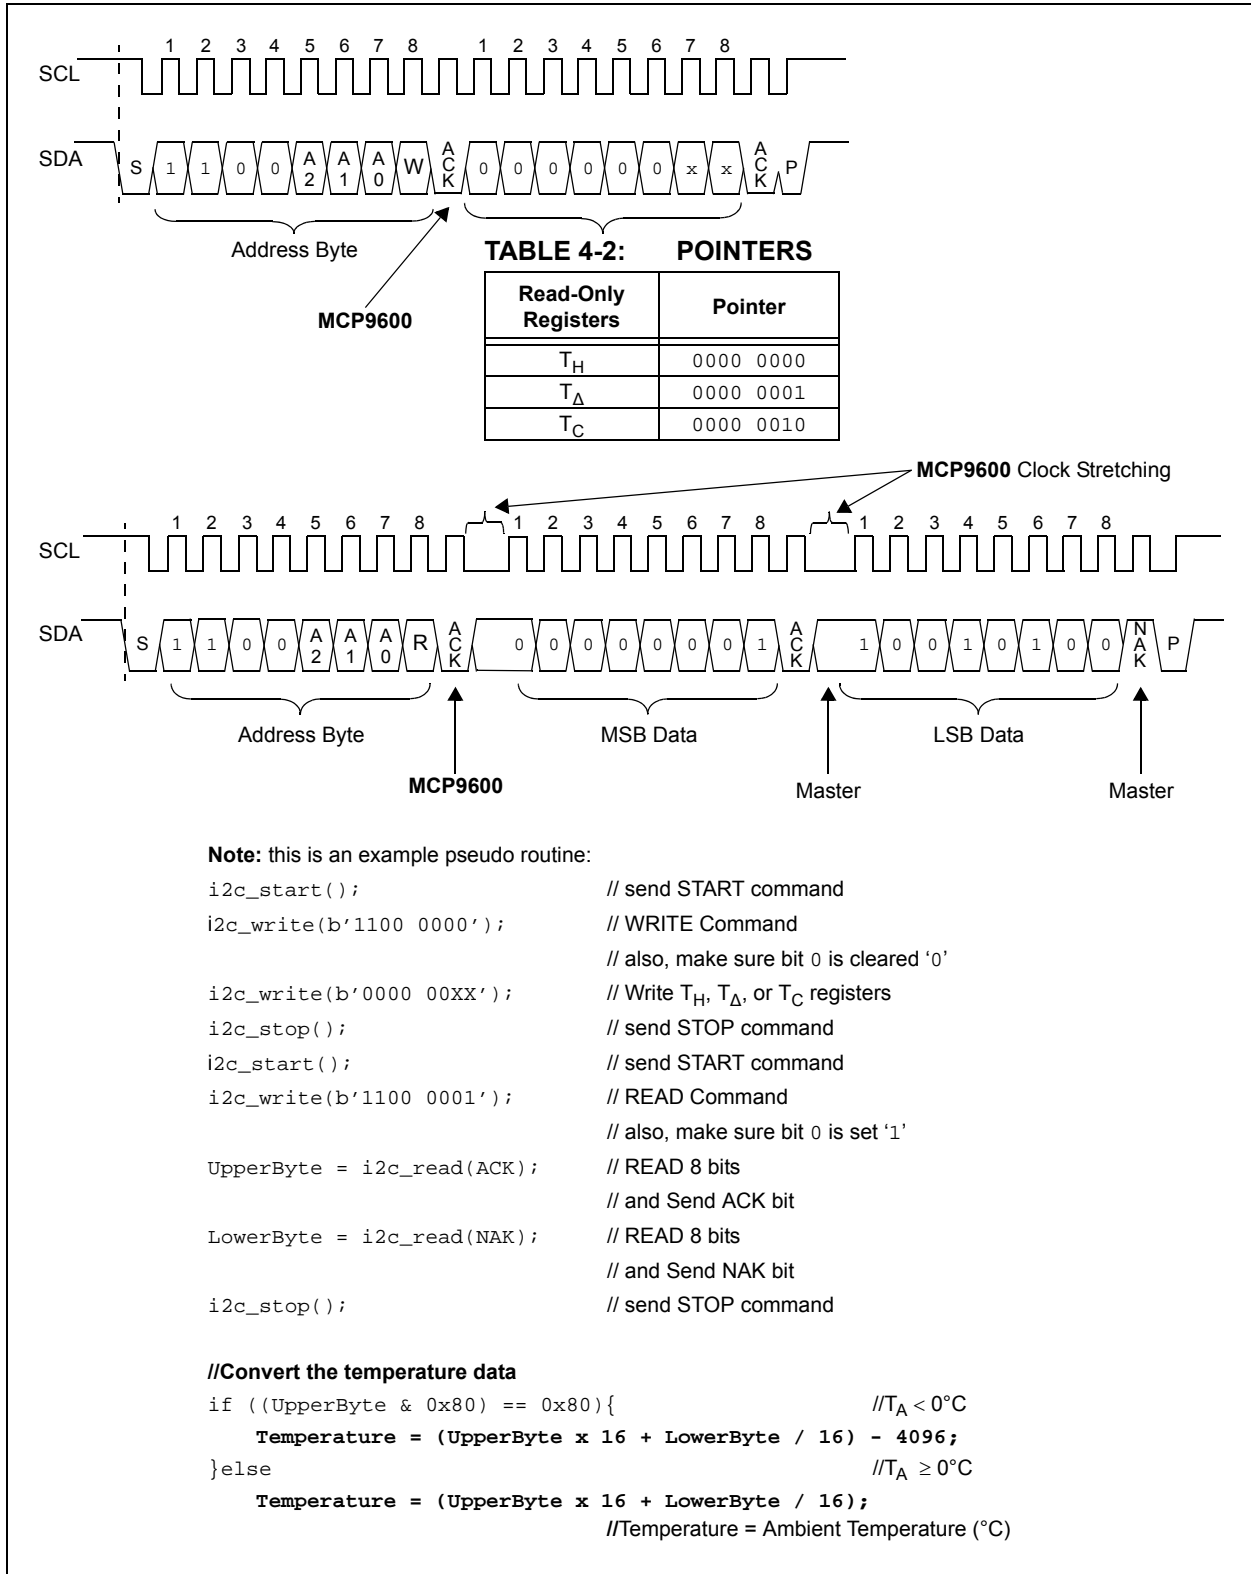 1 2 3 4 5 6 7 8 1 2 3 4 5 6 7 8
SCL
SDA S 1 1 0 0 A2 A1 A0 W ACK 0 0 0 0 0 0 x x ACK P
Address Byte
MCP9600
TABLE 4-2: POINTERS
Read-Only Registers Pointer
TH 0000 0000
TΔ 0000 0001
TC 0000 0010
MCP9600 Clock Stretching
1 2 3 4 5 6 7 8 1 2 3 4 5 6 7 8 1 2 3 4 5 6 7 8
SCL
SDA S 1 1 0 0 A2 A1 A0 R ACK 0 0 0 0 0 0 0 1 ACK 1 0 0 1 0 1 0 0 NAK P
Address Byte MSB Data LSB Data
MCP9600 Master Master
Note: this is an example pseudo routine:
i2c_start(); // send START command
i2c_write(b'1100 0000'); // WRITE Command
// also, make sure bit 0 is cleared ‘0’
i2c_write(b'0000 00XX'); // Write TH, TΔ, or TC registers
i2c_stop(); // send STOP command
i2c_start(); // send START command
i2c_write(b'1100 0001'); // READ Command
// also, make sure bit 0 is set ‘1’
UpperByte = i2c_read(ACK); // READ 8 bits
// and Send ACK bit
LowerByte = i2c_read(NAK); // READ 8 bits
// and Send NAK bit
i2c_stop(); // send STOP command
//Convert the temperature data
if ((UpperByte & 0x80) == 0x80){ //TA < 0°C
Temperature = (UpperByte x 16 + LowerByte / 16) - 4096;
}else //TA ≥ 0°C
Temperature = (UpperByte x 16 + LowerByte / 16);
//Temperature = Ambient Temperature (°C)